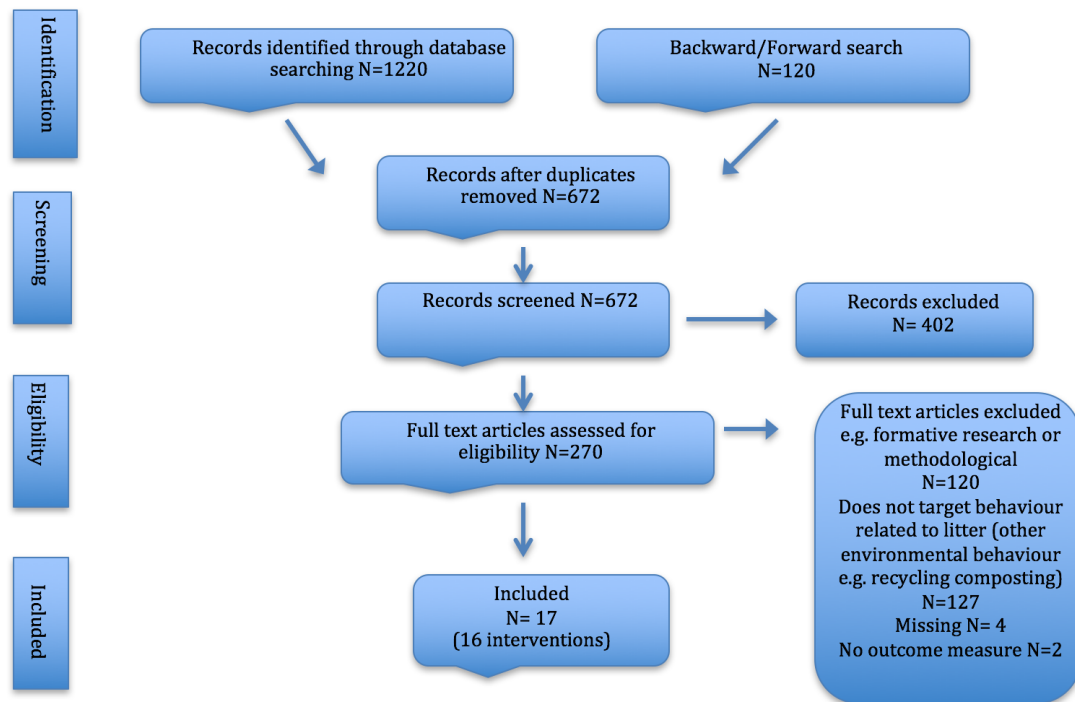 Identification
Records identified through database
searching N=1220
Backward/Forward search
N=120
Records after duplicates
removed N=672
Screening
Records screened N=672
Records excluded
N= 402
Eligibility
Full text articles assessed for
eligibility N=270
Full text articles excluded
e.g. formative research or
methodological
N=120
Does not target behaviour
related to litter (other
environmental behaviour
e.g. recycling composting)
N=127
Missing N= 4
No outcome measure N=2
Included
Included
N= 17
(16 interventions)